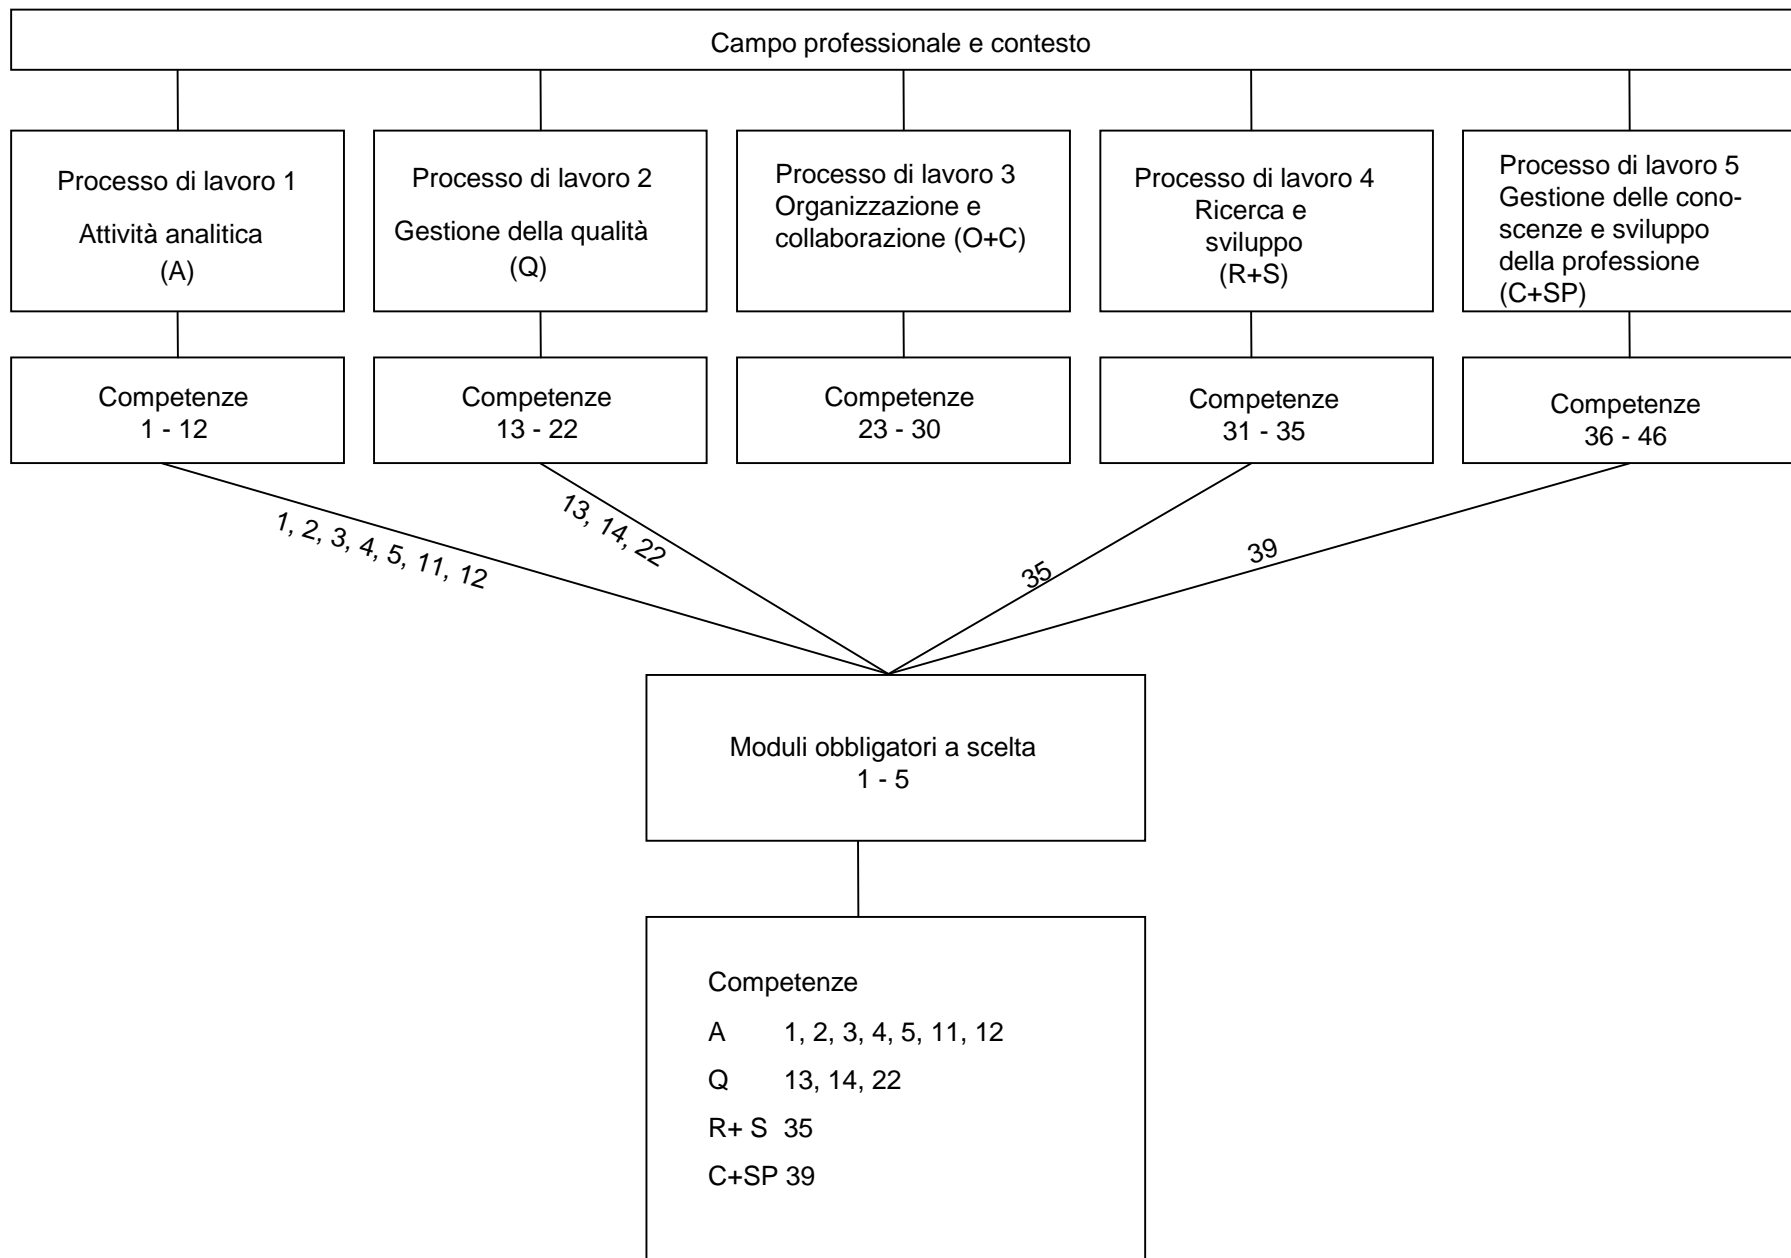 Campo professionale e contesto
Processo di lavoro 1
Attività analitica
(A)
Processo di lavoro 2
Gestione della qualità
(Q)
Processo di lavoro 3
Organizzazione e
collaborazione (O+C)
Processo di lavoro 4
Ricerca e
sviluppo
(R+S)
Processo di lavoro 5
Gestione delle cono-
scenze e sviluppo
della professione
(C+SP)
Competenze
1 - 12
Competenze
13 - 22
Competenze
23 - 30
Competenze
31 - 35
Competenze
36 - 46
1, 2, 3, 4, 5, 11, 12
13, 14, 22
35
39
Moduli obbligatori a scelta
1 - 5
Competenze
A 1, 2, 3, 4, 5, 11, 12
Q 13, 14, 22
R+ S 35
C+SP 39